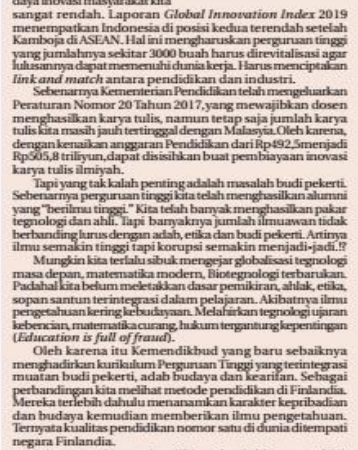 daya inovasi masyarakat kita
sangat rendah. Laporan Global Innovation Index 2019
menempatkan Indonesia di posisi kedua terendah setelah
Kamboja di ASEAN. Hal ini mengharuskan perguruan tinggi
yang jumlahnya sekitar 3000 buah harus direvitalisasi agar
lulusannya dapat memenuhi dunia kerja. Harus menciptakan
link and match antara pendidikan dan industri.
Sebenarnya Kementerian Pendidikan telah mengeluarkan
Peraturan Nomor 20 Tahun 2017, yang mewajibkan dosen
menghasilkan karya tulis, namun tetap saja jumlah karya
tulis kita masih jauh tertinggal dengan Malasyia. Oleh karena,
dengan kenaikan anggaran Pendidikan dari Rp492,5menjadi
Rp505,8 triliyun, dapat disisihkan buat pembiayaan inovasi
karya tulis ilmiyah.
Tapi yang tak kalah penting adalah masalah budi pekerti.
Sebenarnya perguruan tinggi kita telah menghasilkan alumni
yang "berilmu tinggi." Kita telah banyak menghasilkan pakar
tegnologi dan ahli. Tapi banyaknya jumlah ilmuawan tidak
berbanding lurus dengan adab, etika dan budi pekerti. Artinya
ilmu semakin tinggi tapi korupsi semakin menjadi-jadi.!?
Mungkin kita terlalu sibuk mengejar globalisasi tegnologi
masa depan, matematika modern, Biotegnologi terbarukan.
Padahal kita belum meletakkan dasar pemikiran, ahlak, etika,
sopan santun terintegrasi dalam pelajaran. Akibatnya ilmu
pengetahuan kering kebudayaan. Melahirkan tegnologi ujaran
kebencian, matematika curang, hukum tergantung kepentingan
(Education is full of fraud).
Oleh karena itu Kemendikbud yang baru sebaiknya
menghadirkan kurikulum Perguruan Tinggi yang terintegrasi
muatan budi pekerti, adab budaya dan kearifan. Sebagai
perbandingan kita melihat metode pendidikan di Finlandia.
Mereka terlebih dahulu menanamkan karakter kepribadian
dan budaya kemudian memberikan ilmu pengetahuan.
Ternyata kualitas pendidikan nomor satu di dunia ditempati
negara Finlandia.